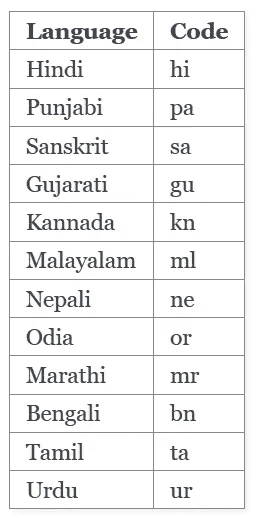 Language Code
Hindi hi
Punjabi pa
Sanskrit sa
Gujarati gu
Kannada kn
Malayalam ml
Nepali ne
Odia or
Marathi mr
Bengali bn
Tamil ta
Urdu ur